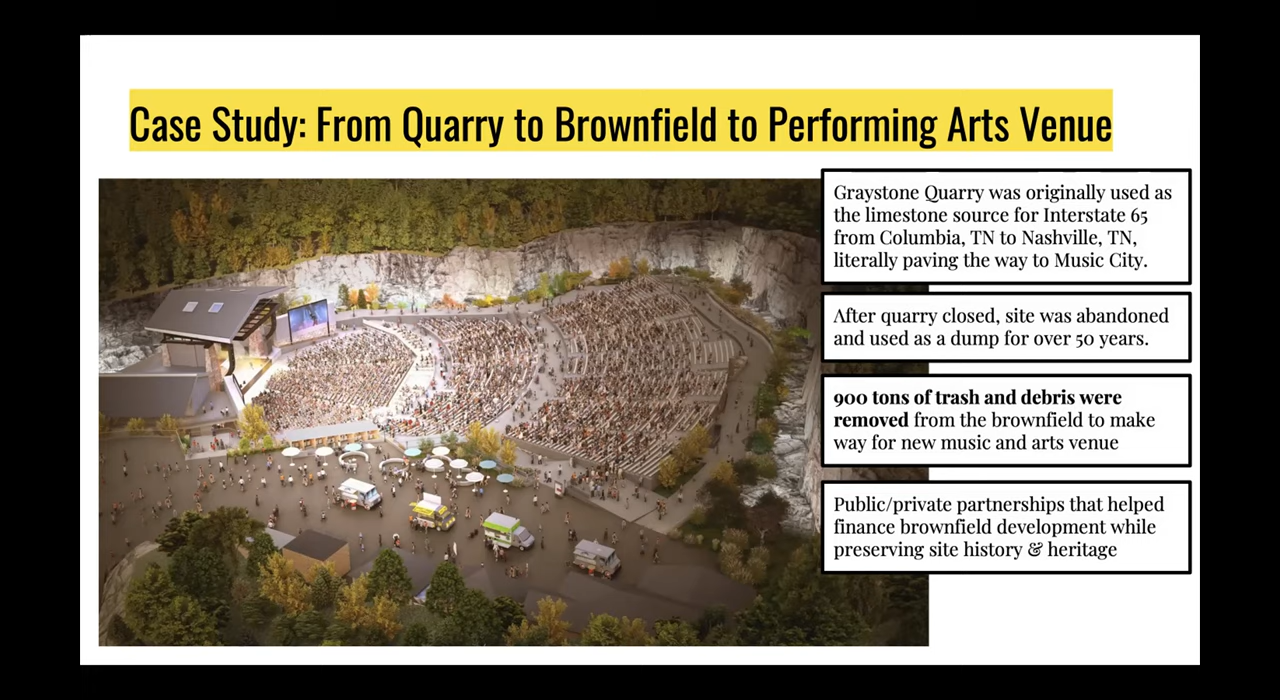 Case Study: From Quarry to Brownfield to Performing Arts Venue
Graystone Quarry was originally used as
the limestone source for Interstate 65
from Columbia, TN to Nashville, TN,
literally paving the way to Music City.
After quarry closed, site was abandoned
and used as a dump for over 50 years.
900 tons of trash and debris were
removed from the brownfield to make
way for new music and arts venue
Public/private partnerships that helped
finance brownfield development while
preserving site history & heritage